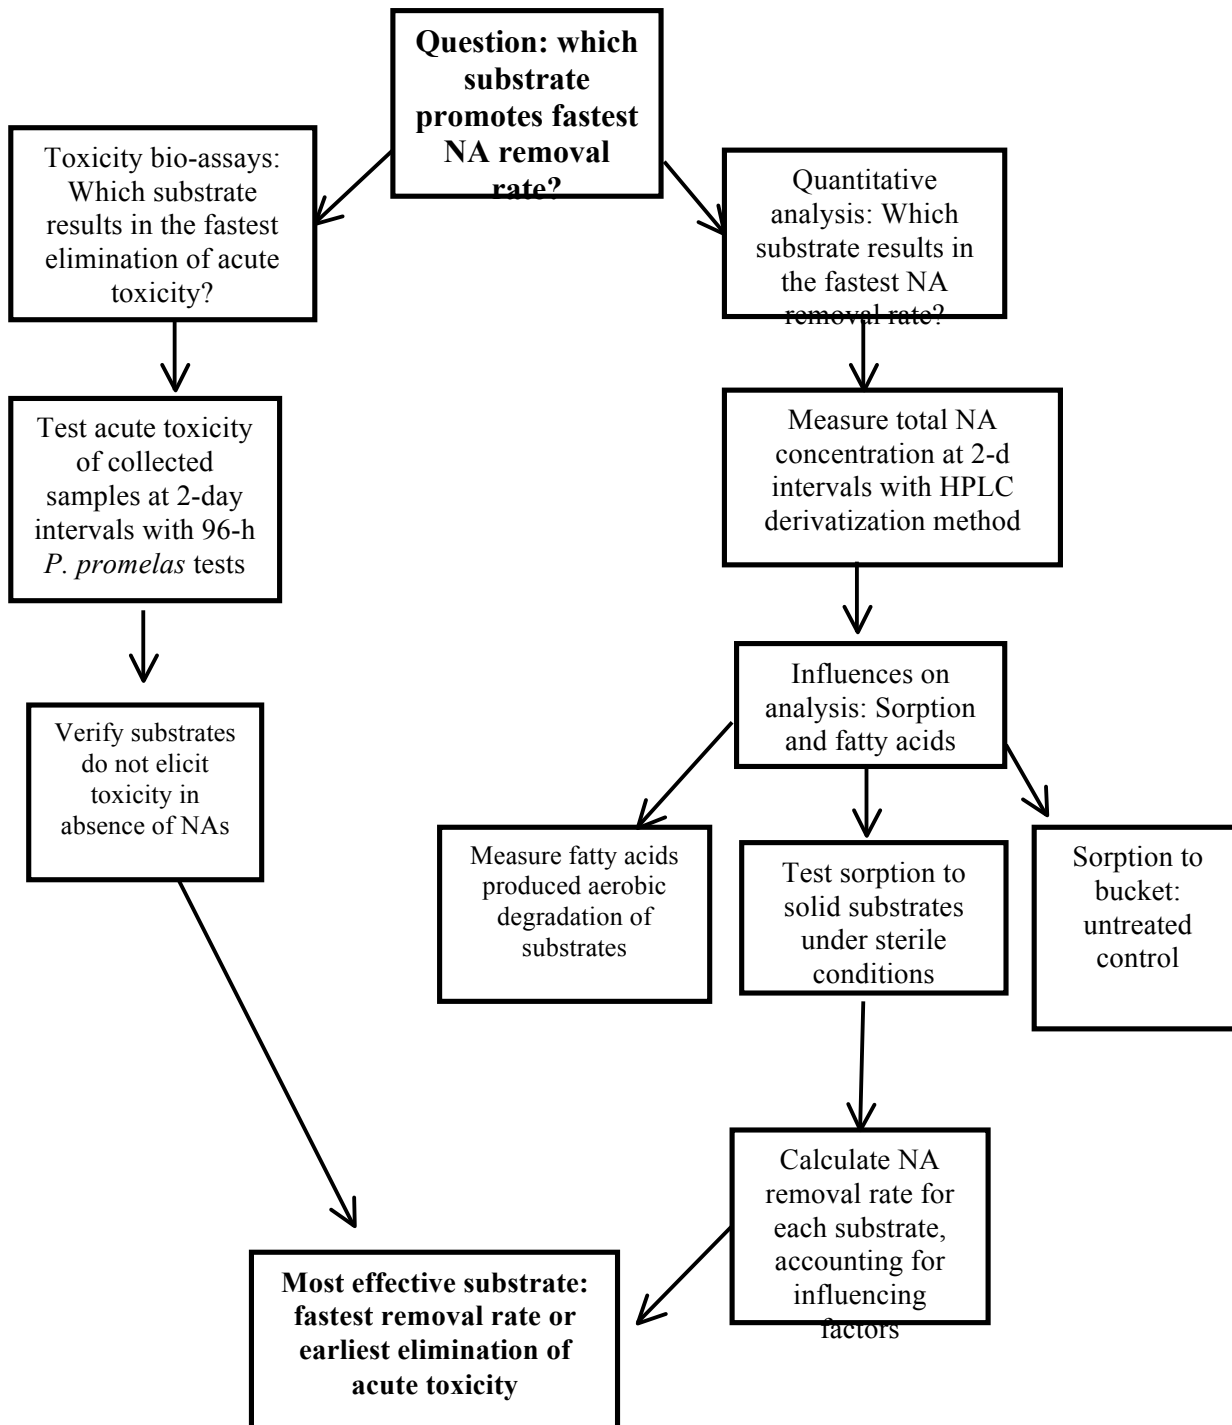 Question: which
substrate
promotes fastest
NA removal
rate?
Toxicity bio-assays:
Which substrate
results in the fastest
elimination of acute
toxicity?
Quantitative
analysis: Which
substrate results in
the fastest NA
removal rate?
Test acute toxicity
of collected
samples at 2-day
intervals with 96-h
P. promelas tests
Measure total NA
concentration at 2-d
intervals with HPLC
derivatization method
Influences on
analysis: Sorption
and fatty acids
Verify substrates
do not elicit
toxicity in
absence of NAs
Measure fatty acids
produced aerobic
degradation of
substrates
Test sorption to
solid substrates
under sterile
conditions
Sorption to
bucket:
untreated
control
Calculate NA
removal rate for
each substrate,
accounting for
influencing
factors
Most effective substrate:
fastest removal rate or
earliest elimination of
acute toxicity